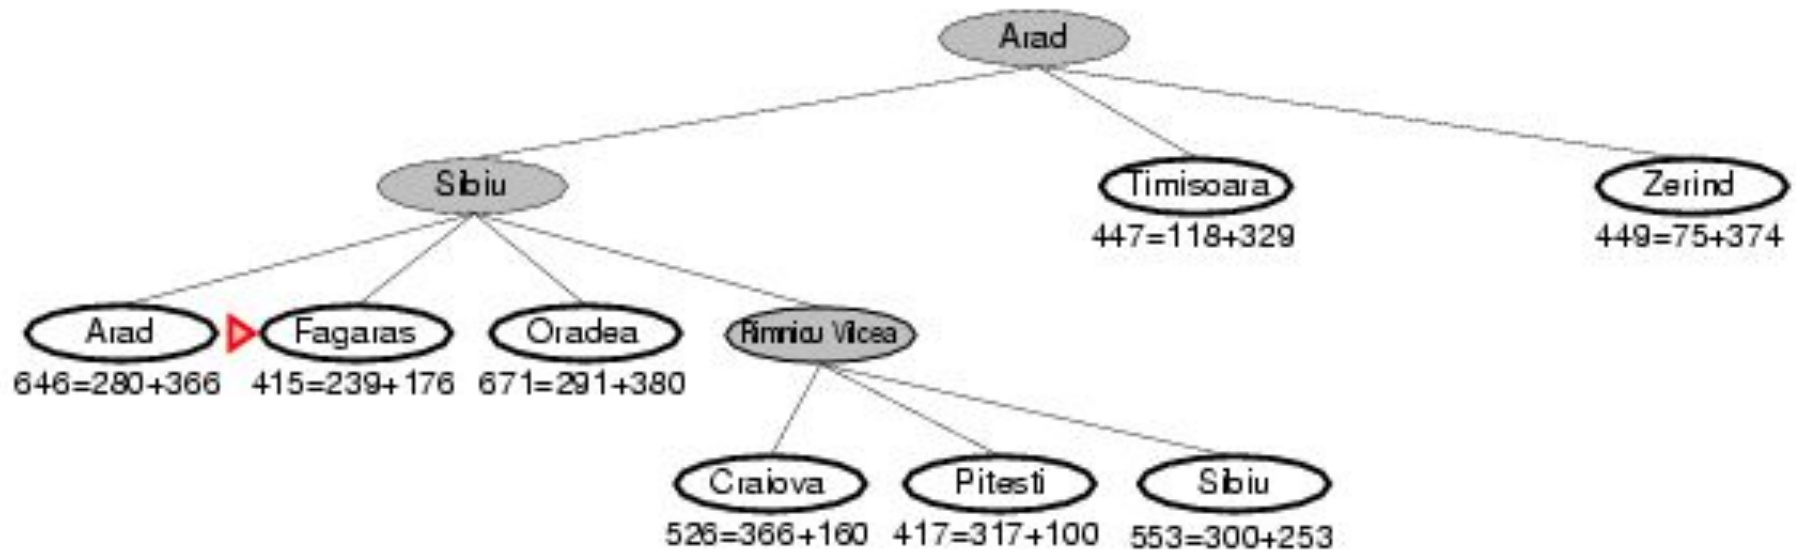 Arad
Sibiu
Timisoara
Zerind
447=118+329
449=75+374
Arad
Fagaras
Oradea
Rimnicu Vilcea
646=280+366
415=239+176
671=291+380
Craiova
Pitesti
Sibiu
526=366+160
417=317+100
553=300+253